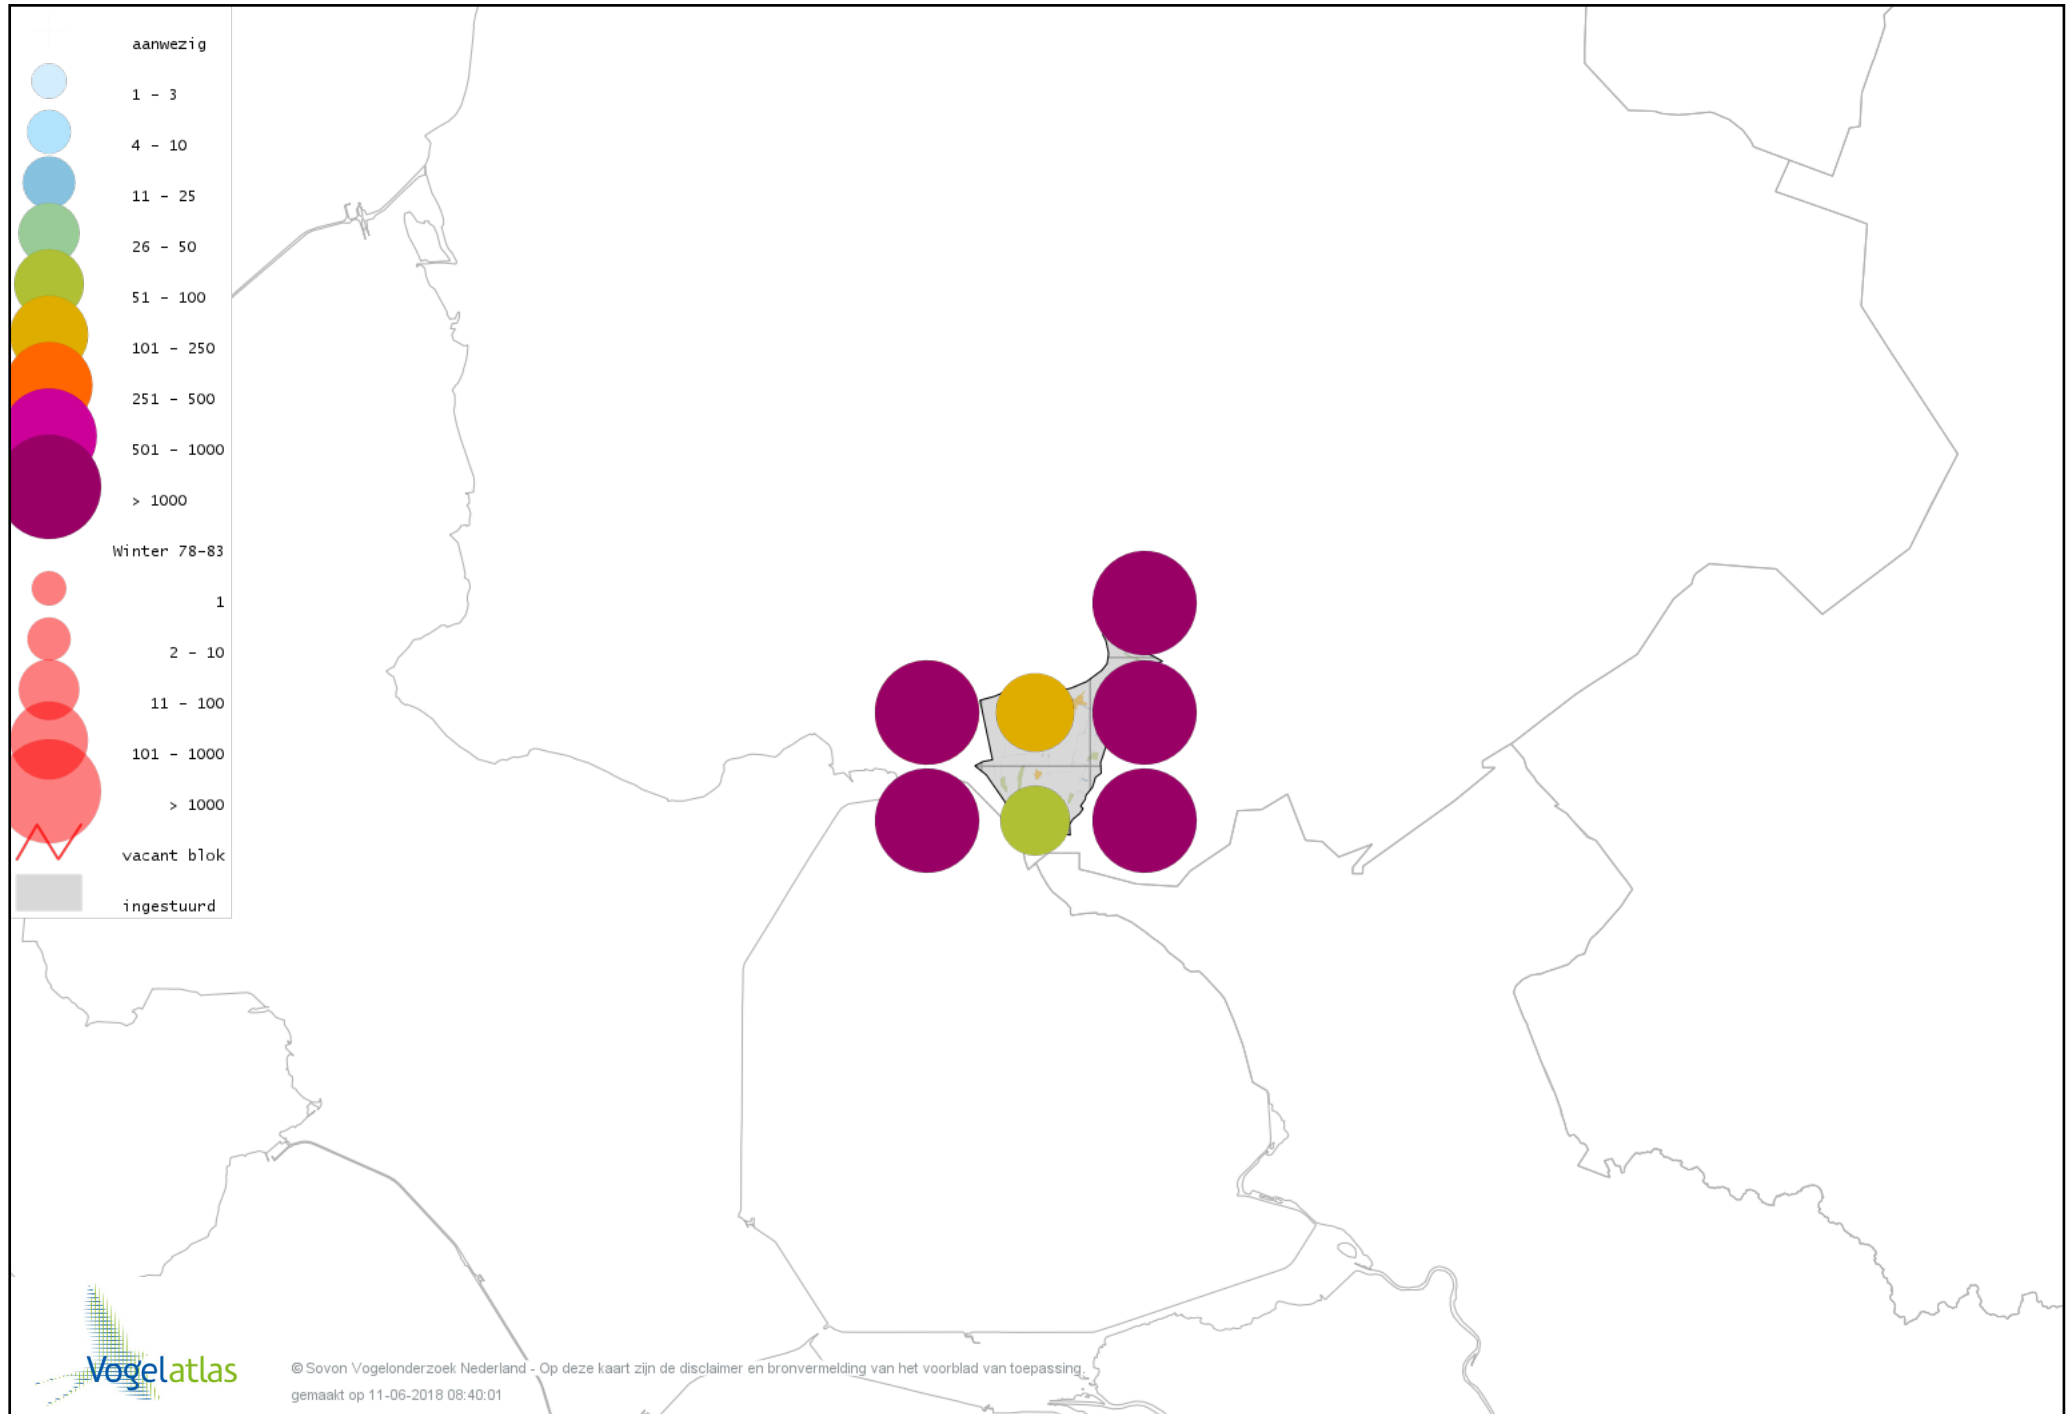 aanwezig
1 - 3
4 - 10
11 - 25
26 - 50
51 - 100
101 - 250
251 - 500
501 - 1000
> 1000
Winter 78-83
1
2 - 10
11 - 100
101 - 1000
> 1000
vacant blok
ingestuurd
Vogelatlas
© Sovon Vogelonderzoek Nederland - Op deze kaart zijn de disclaimer en bronvermelding van het voorblad van toepassing.
gemaakt op 11-06-2018 08:40:01